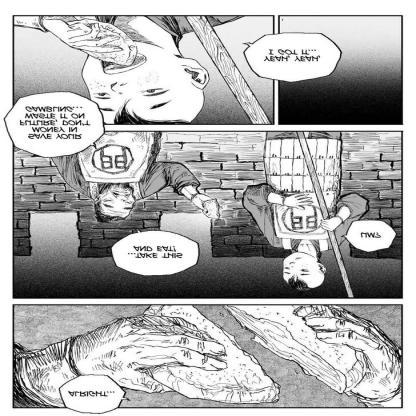 ALRIGHT...
...TAKE THIS
AND EAT!
SAVE YOUR
MONEY IN
FUTURE, DON'T
WASTE IT ON
GAMBLING...
YEAH, YEAH,
I GOT IT...